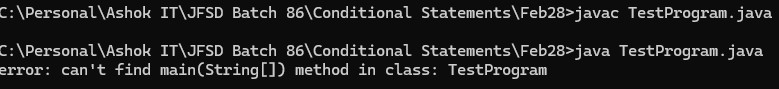 C:\Personal\Ashok IT\JFSD Batch 86\Conditional Statements\Feb28>javac TestProgram.java
C:\Personal\Ashok IT\JFSD Batch 86\Conditional Statements\Feb28>java TestProgram.java
error: can't find main(String[]) method in class: TestProgram